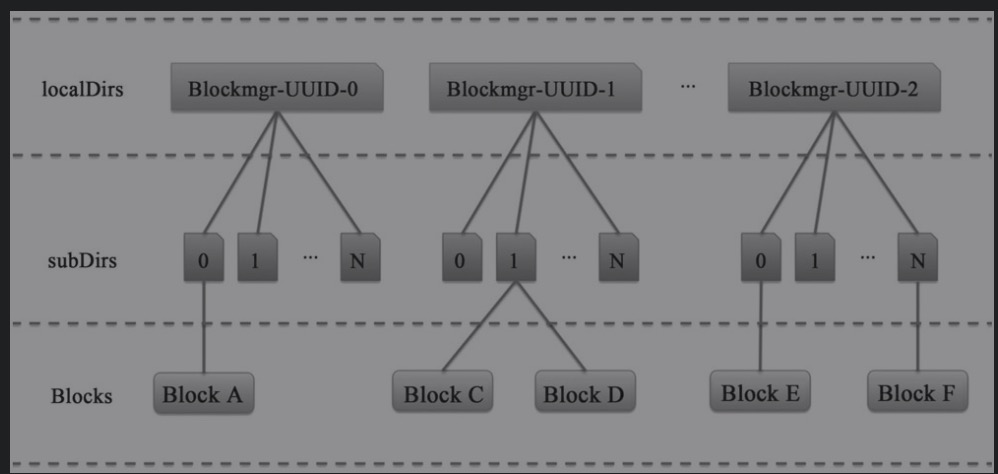 localDirs Blockmgr-UUID-0 Blockmgr-UUID-1 ... Blockmgr-UUID-2
subDirs 0 1 ... N 0 1 ... N 0 1 ... N
Blocks Block A Block C Block D Block E Block F